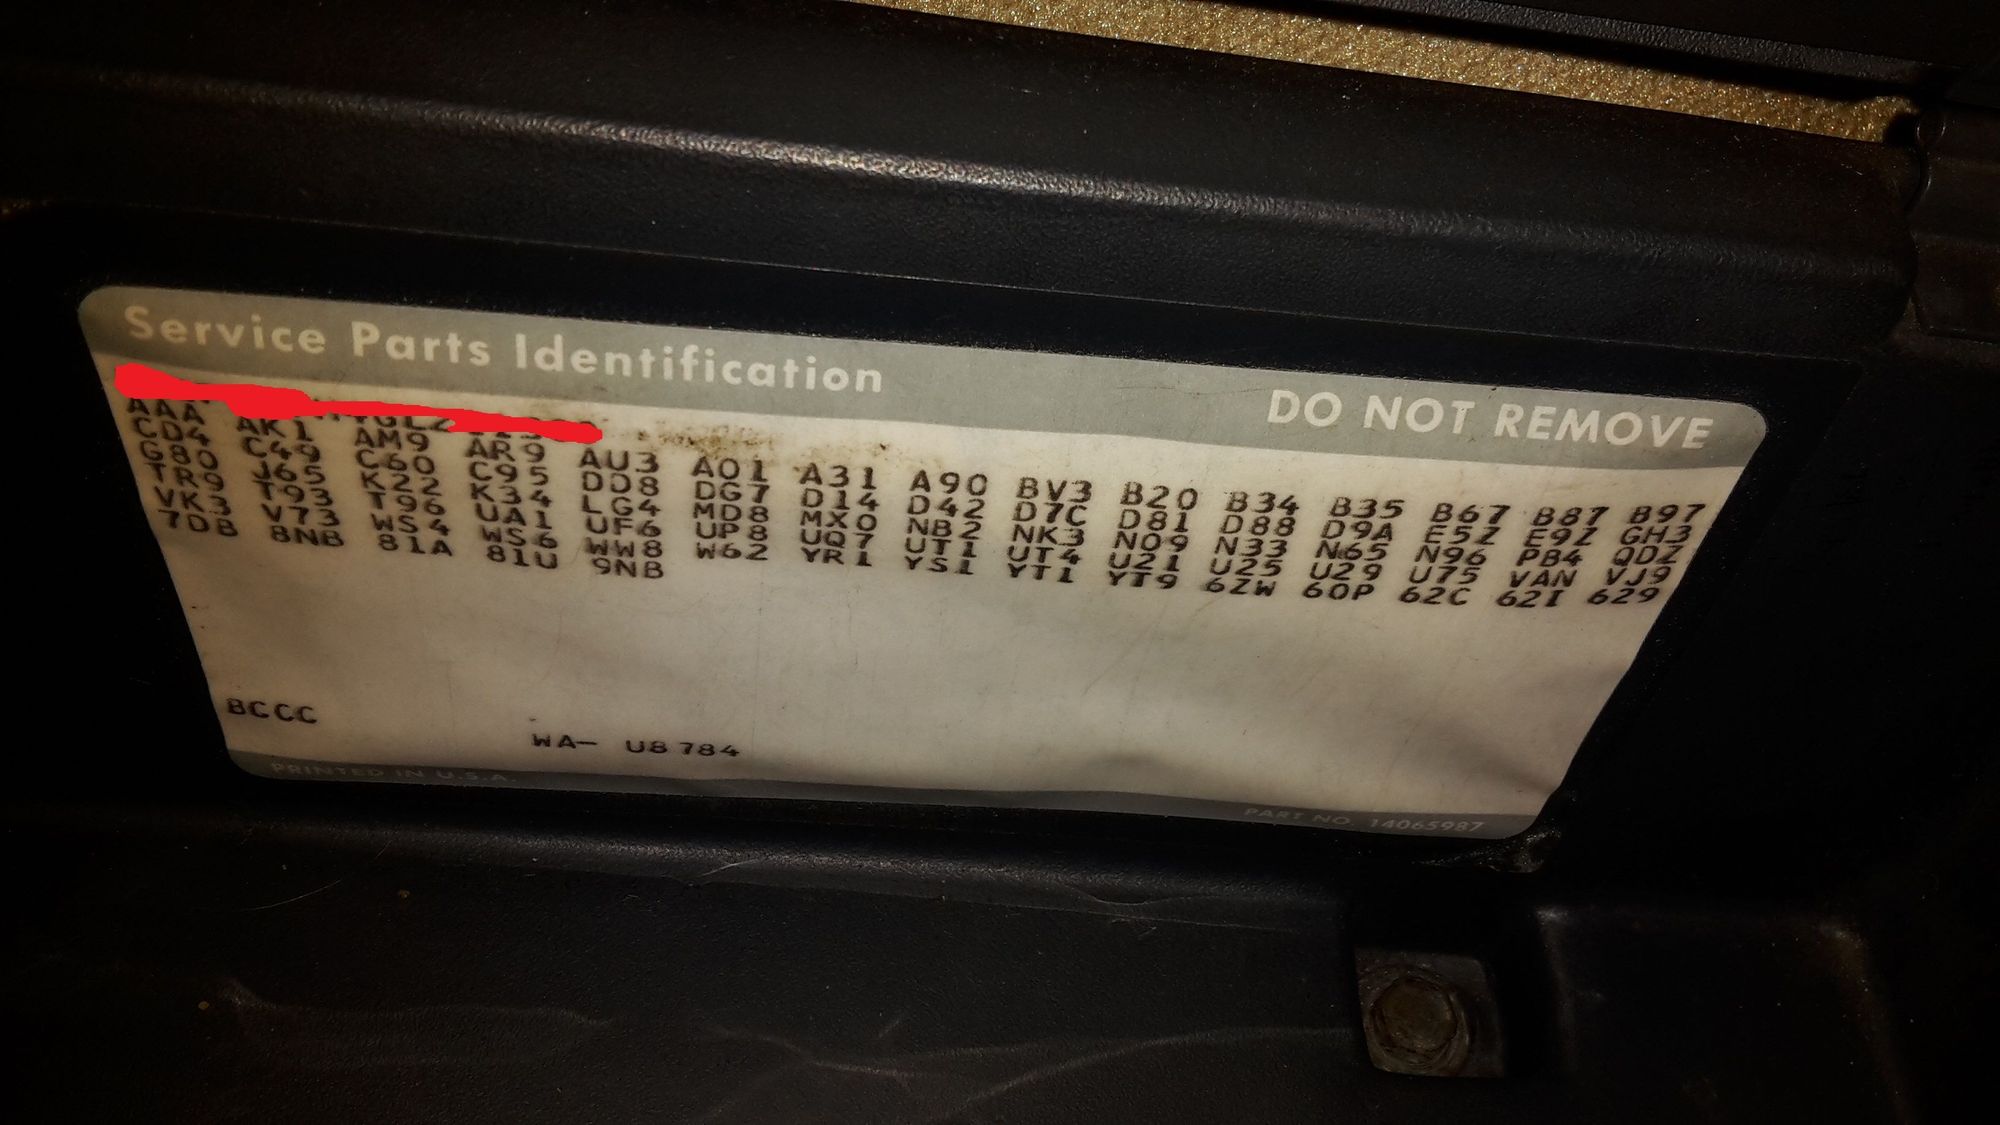 Service Parts Identification DO NOT REMOVE
AAA AK1 AM9 AR9 AU3 A01 A31 A90 BV3 B20 B34 B35 B67 B87 B97
CD4 C49 C60 C95 DD8 DG7 D14 D42 D7C D81 D88 D9A E5Z E9Z GH3
G80 J65 K22 K34 LG4 MD8 MX0 NB2 NK3 N09 N33 N65 N96 PB4 QDZ
TR9 T93 T96 UA1 UF6 UP8 UQ7 UT1 UT4 U21 U25 U29 U75 VAN VJ9
VK3 V73 WS4 WS6 WW8 W62 YR1 YS1 YT1 YT9 6ZW 60P 62C 62I 629
7DB 8NB 81A 81U 9NB
BCCC
WA- U8784
PRINTED IN U.S.A. PART NO. 14065987